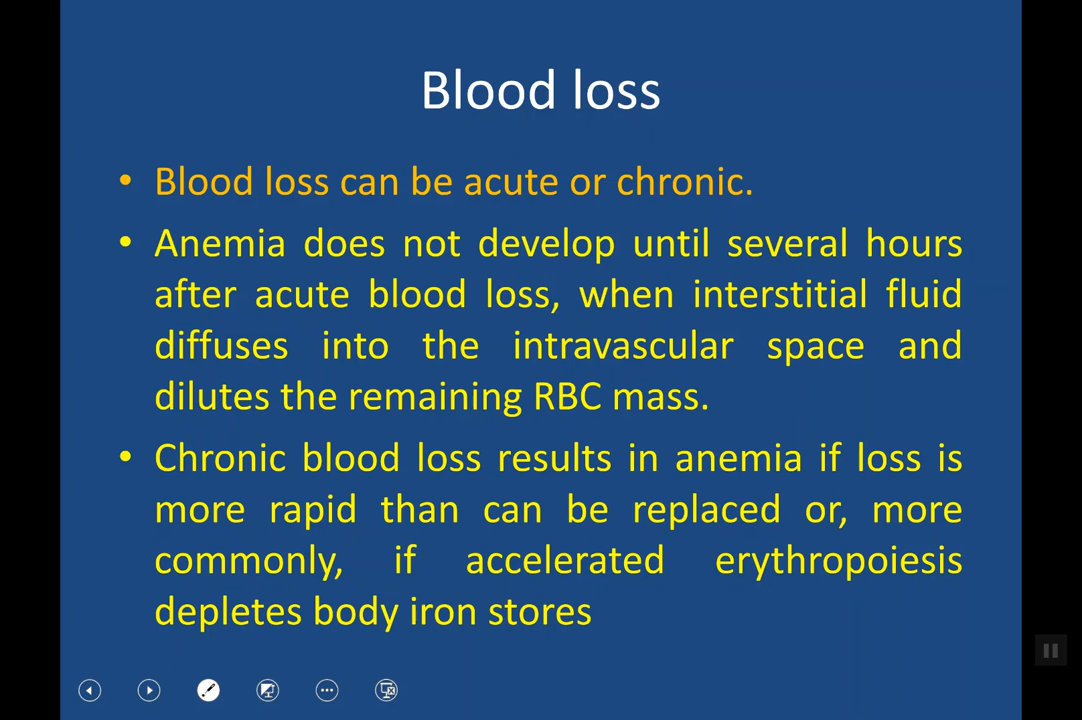 Blood loss
• Blood loss can be acute or chronic.
• Anemia does not develop until several hours
after acute blood loss, when interstitial fluid
diffuses into the intravascular space and
dilutes the remaining RBC mass.
• Chronic blood loss results in anemia if loss is
more rapid than can be replaced or, more
commonly, if accelerated erythropoiesis
depletes body iron stores